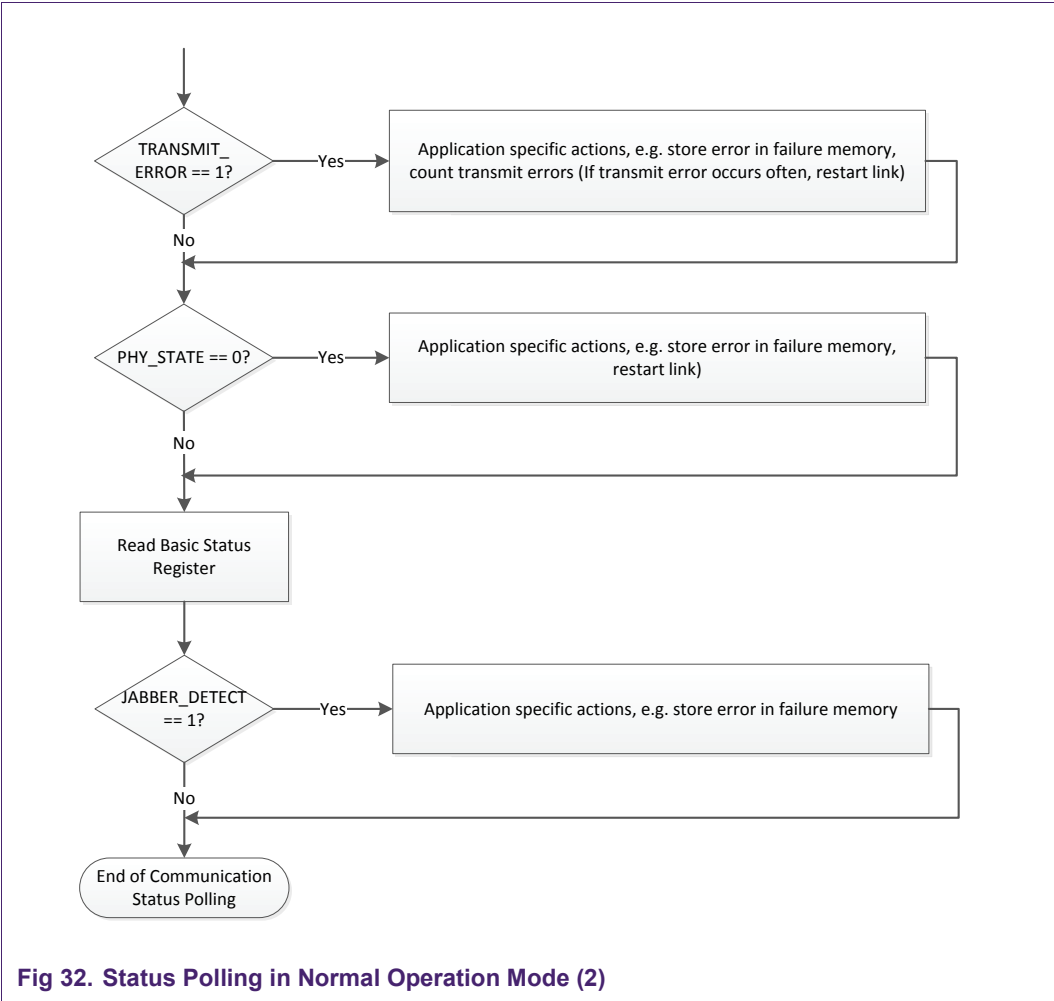 TRANSMIT_
ERROR == 1?
Yes
Application specific actions, e.g. store error in failure memory,
count transmit errors (If transmit error occurs often, restart link)
No
PHY_STATE == 0?
Yes
Application specific actions, e.g. store error in failure memory,
restart link)
No
Read Basic Status
Register
JABBER_DETECT
== 1?
Yes
Application specific actions, e.g. store error in failure memory
No
End of Communication
Status Polling
Fig 32. Status Polling in Normal Operation Mode (2)